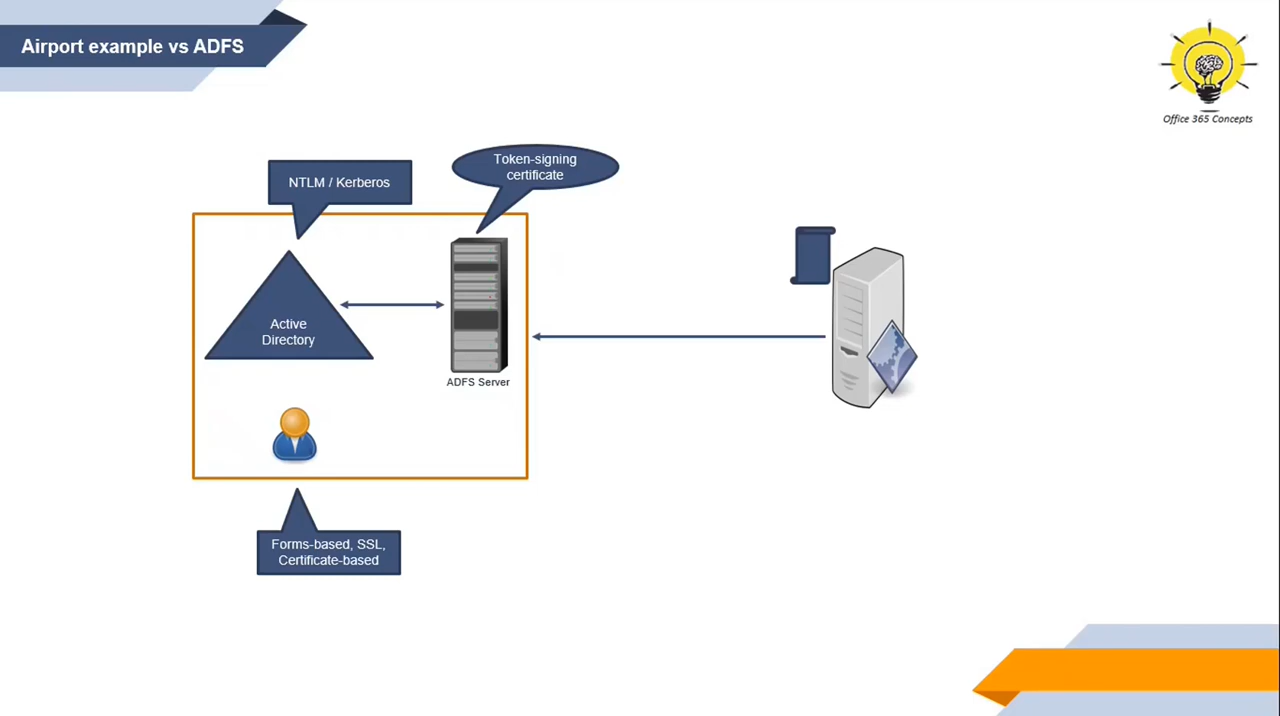 Airport example vs ADFS
Office 365 Concepts
NTLM / Kerberos
Token-signing
certificate
Active
Directory
ADFS Server
Forms-based, SSL,
Certificate-based